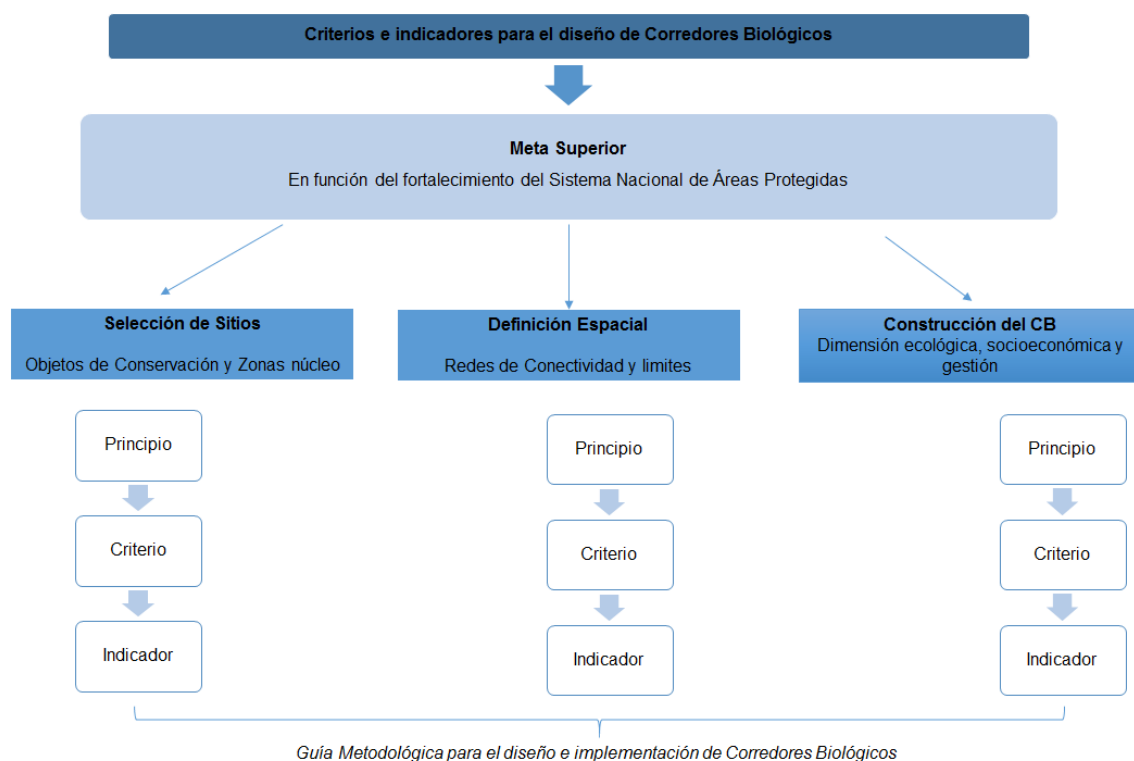 Criterios e indicadores para el diseño de Corredores Biológicos
Meta Superior
En función del fortalecimiento del Sistema Nacional de Áreas Protegidas
Selección de Sitios
Objetos de Conservación y Zonas núcleo
Definición Espacial
Redes de Conectividad y limites
Construcción del CB
Dimensión ecológica, socioeconómica y
gestión
Principio
Criterio
Indicador
Principio
Criterio
Indicador
Principio
Criterio
Indicador
Guía Metodológica para el diseño e implementación de Corredores Biológicos